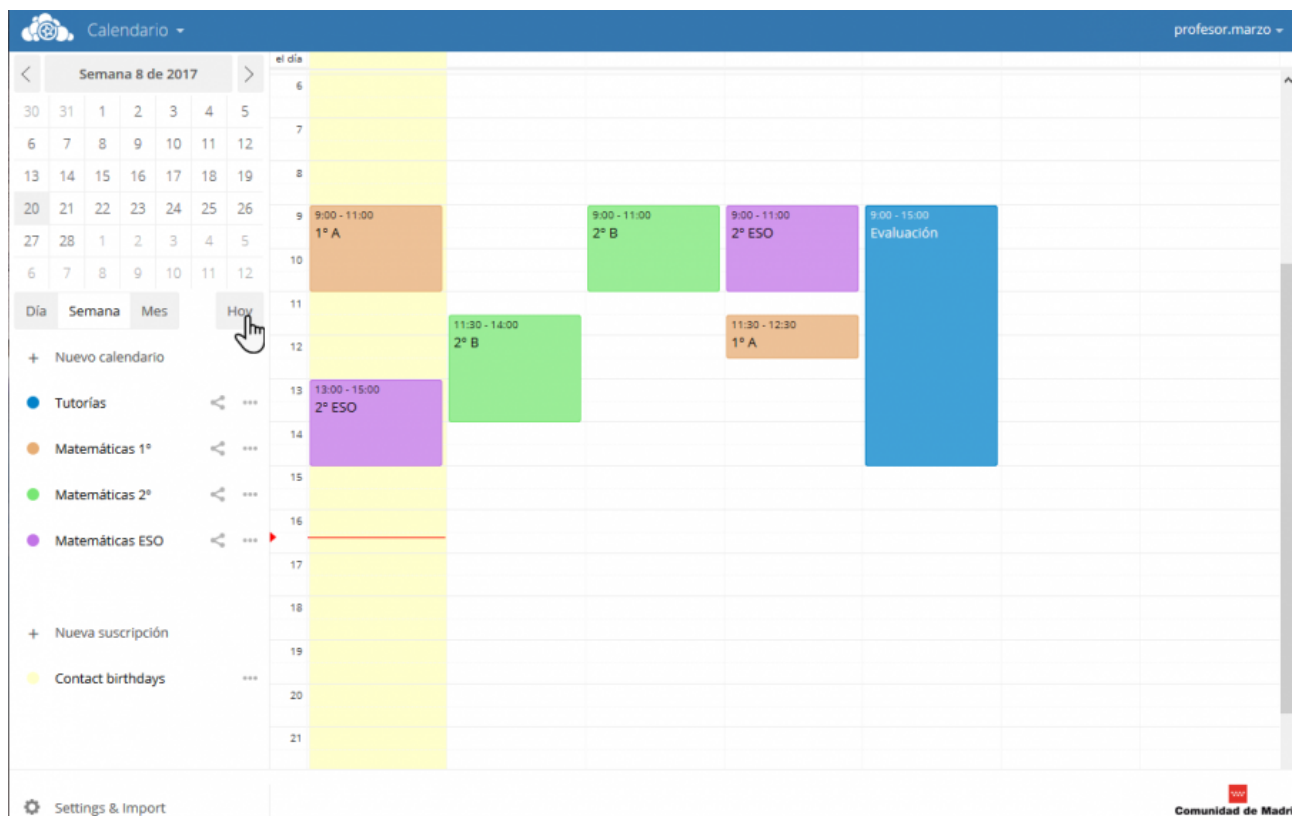 Calendario
profesor.marzo
Semana 8 de 2017
30 31 1 2 3 4 5
6 7 8 9 10 11 12
13 14 15 16 17 18 19
20 21 22 23 24 25 26
27 28 1 2 3 4 5
6 7 8 9 10 11 12
Día Semana Mes Hoy
+ Nuevo calendario
Tutorías
Matemáticas 1º
Matemáticas 2º
Matemáticas ESO
+ Nueva suscripción
Contact birthdays
Settings & Import
el día
6
7
8
9
10
11
12
13
14
15
16
17
18
19
20
21
9:00 - 11:00
1º A
13:00 - 15:00
2º ESO
11:30 - 14:00
2º B
9:00 - 11:00
2º B
9:00 - 11:00
2º ESO
11:30 - 12:30
1º A
9:00 - 15:00
Evaluación
Comunidad de Madri